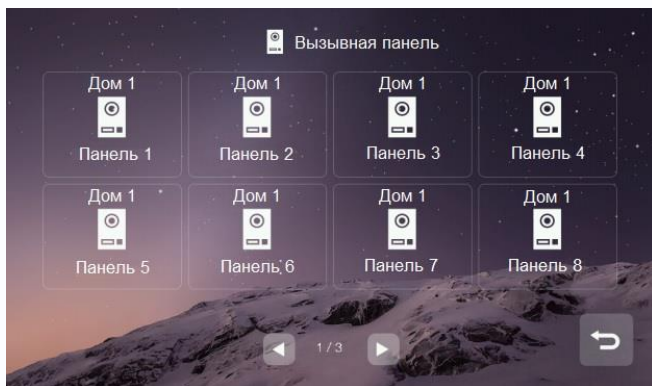 Вызывная панель
Дом 1 Дом 1 Дом 1 Дом 1
Панель 1 Панель 2 Панель 3 Панель 4
Дом 1 Дом 1 Дом 1 Дом 1
Панель 5 Панель 6 Панель 7 Панель 8
1/3